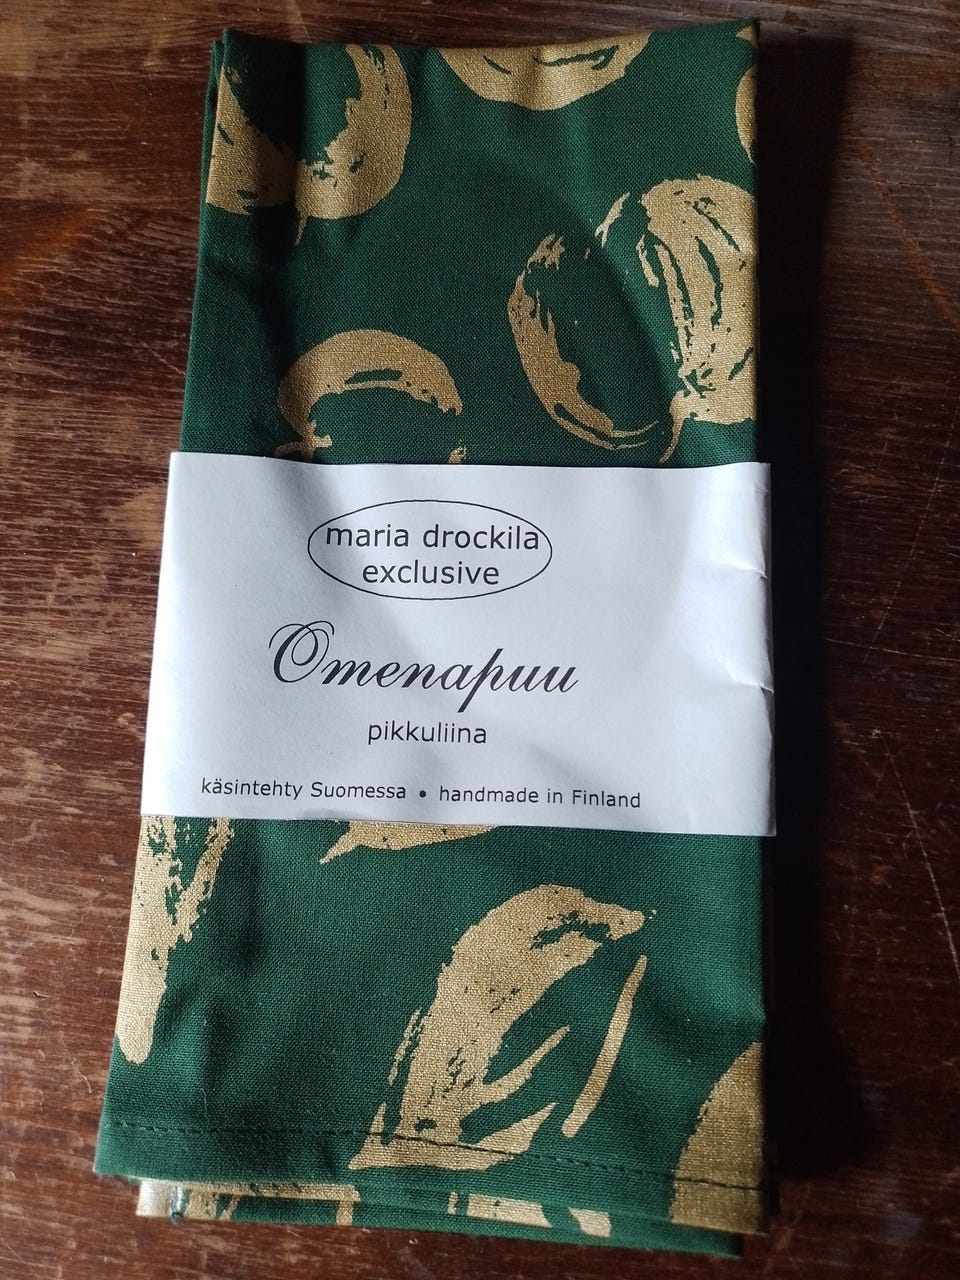 maria drockila
exclusive
Omenapuu
pikkuliina
käsintehty Suomessa • handmade in Finland